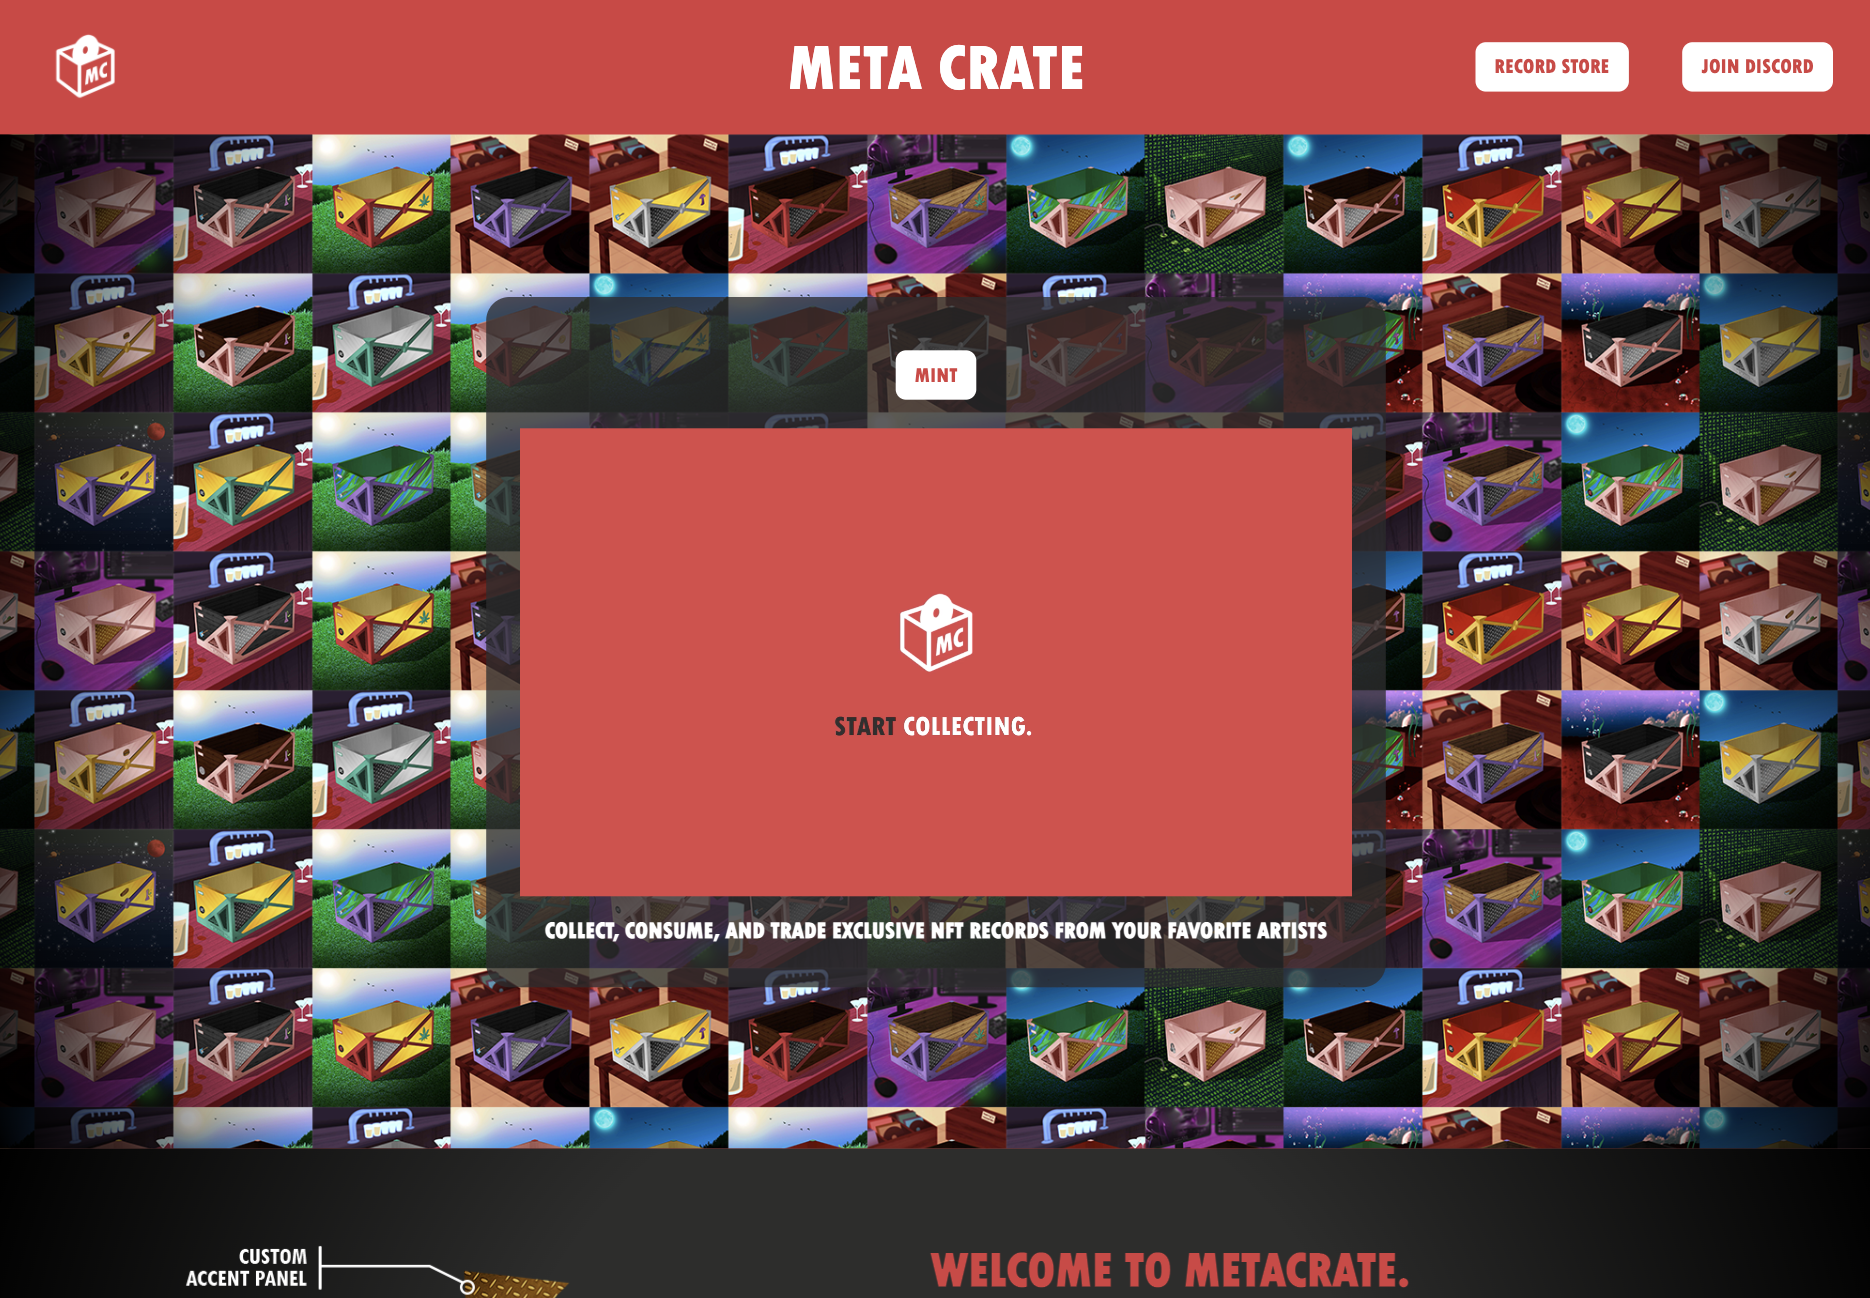 MC
META CRATE
RECORD STORE
JOIN DISCORD
MINT
MC
START COLLECTING.
COLLECT, CONSUME, AND TRADE EXCLUSIVE NFT RECORDS FROM YOUR FAVORITE ARTISTS
CUSTOM
ACCENT PANEL
WELCOME TO METACRATE.